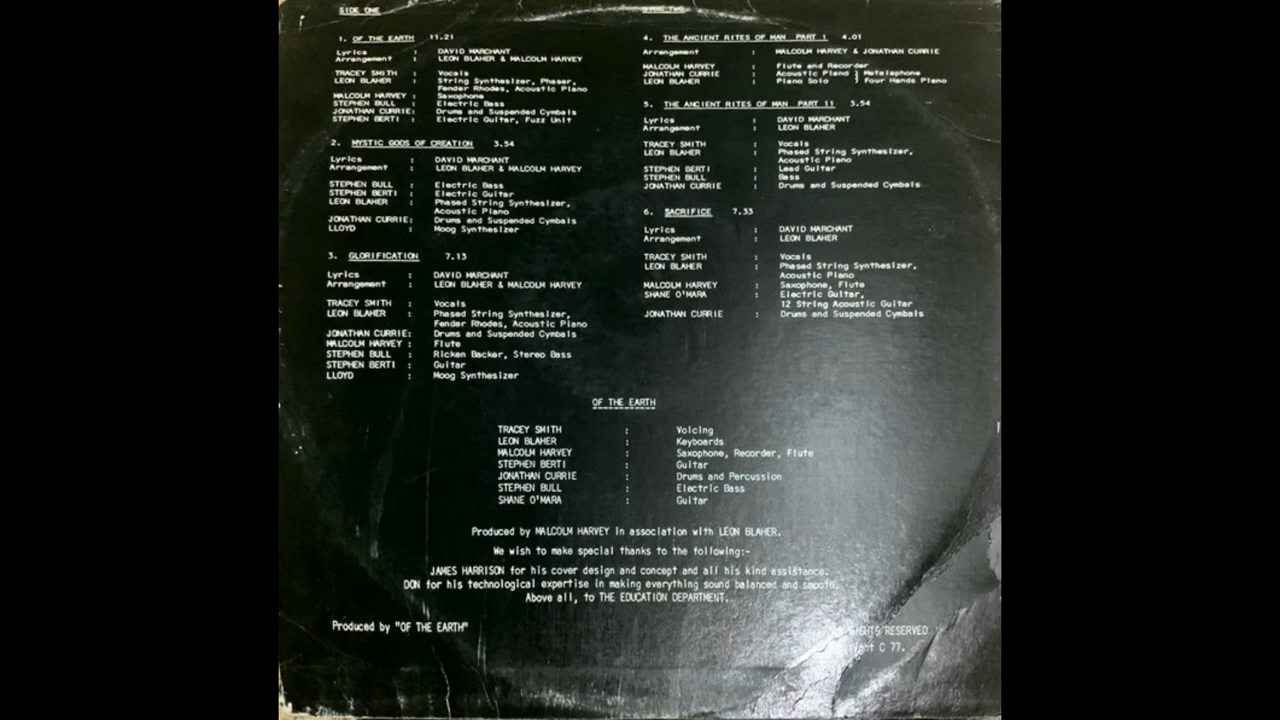 SIDE ONE
1. OF THE EARTH 11.21
Lyrics : DAVID MARCHANT
Arrangement : LEON BLAHER & MALCOLM HARVEY
TRACEY SMITH : Vocals
LEON BLAHER : String Synthesizer, Phaser,
Fender Rhodes, Acoustic Piano
MALCOLM HARVEY : Saxophone
STEPHEN BULL : Electric Bass
JONATHAN CURRIE: Drums and Suspended Cymbals
STEPHEN BERTI : Electric Guitar, Fuzz Unit
2. MYSTIC GODS OF CREATION 3.54
Lyrics : DAVID MARCHANT
Arrangement : LEON BLAHER & MALCOLM HARVEY
STEPHEN BULL : Electric Bass
STEPHEN BERTI : Electric Guitar
LEON BLAHER : Phased String Synthesizer,
Acoustic Piano
JONATHAN CURRIE: Drums and Suspended Cymbals
LLOYD : Moog Synthesizer
3. GLORIFICATION 7.13
Lyrics : DAVID MARCHANT
Arrangement : LEON BLAHER & MALCOLM HARVEY
TRACEY SMITH : Vocals
LEON BLAHER : Phased String Synthesizer,
Fender Rhodes, Acoustic Piano
JONATHAN CURRIE: Drums and Suspended Cymbals
MALCOLM HARVEY : Flute
STEPHEN BULL : Ricken Backer, Stereo Bass
STEPHEN BERTI : Guitar
LLOYD : Moog Synthesizer
4. THE ANCIENT RITES OF MAN PART 1 4.01
Arrangement : MALCOLM HARVEY & JONATHAN CURRIE
MALCOLM HARVEY : Flute and Recorder
JONATHAN CURRIE : Acoustic Piano } Metalaphone
LEON BLAHER : Piano Solo } Four Hands Piano
5. THE ANCIENT RITES OF MAN PART 11 3.54
Lyrics : DAVID MARCHANT
Arrangement : LEON BLAHER
TRACEY SMITH : Vocals
LEON BLAHER : Phased String Synthesizer,
Acoustic Piano
STEPHEN BERTI : Lead Guitar
STEPHEN BULL : Bass
JONATHAN CURRIE : Drums and Suspended Cymbals
6. SACRIFICE 7.33
Lyrics : DAVID MARCHANT
Arrangement : LEON BLAHER
TRACEY SMITH : Vocals
LEON BLAHER : Phased String Synthesizer,
Acoustic Piano
MALCOLM HARVEY : Saxophone, Flute
SHANE O'MARA : Electric Guitar,
12 String Acoustic Guitar
JONATHAN CURRIE : Drums and Suspended Cymbals
OF THE EARTH
TRACEY SMITH : Voicing
LEON BLAHER : Keyboards
MALCOLM HARVEY : Saxophone, Recorder, Flute
STEPHEN BERTI : Guitar
JONATHAN CURRIE : Drums and Percussion
STEPHEN BULL : Electric Bass
SHANE O'MARA : Guitar
Produced by MALCOLM HARVEY in association with LEON BLAHER.
We wish to make special thanks to the following:-
JAMES HARRISON for his cover design and concept and all his kind assistance.
DON for his technological expertise in making everything sound balanced and smooth.
Above all, to THE EDUCATION DEPARTMENT.
Produced by "OF THE EARTH"
RIGHTS RESERVED
C 77.